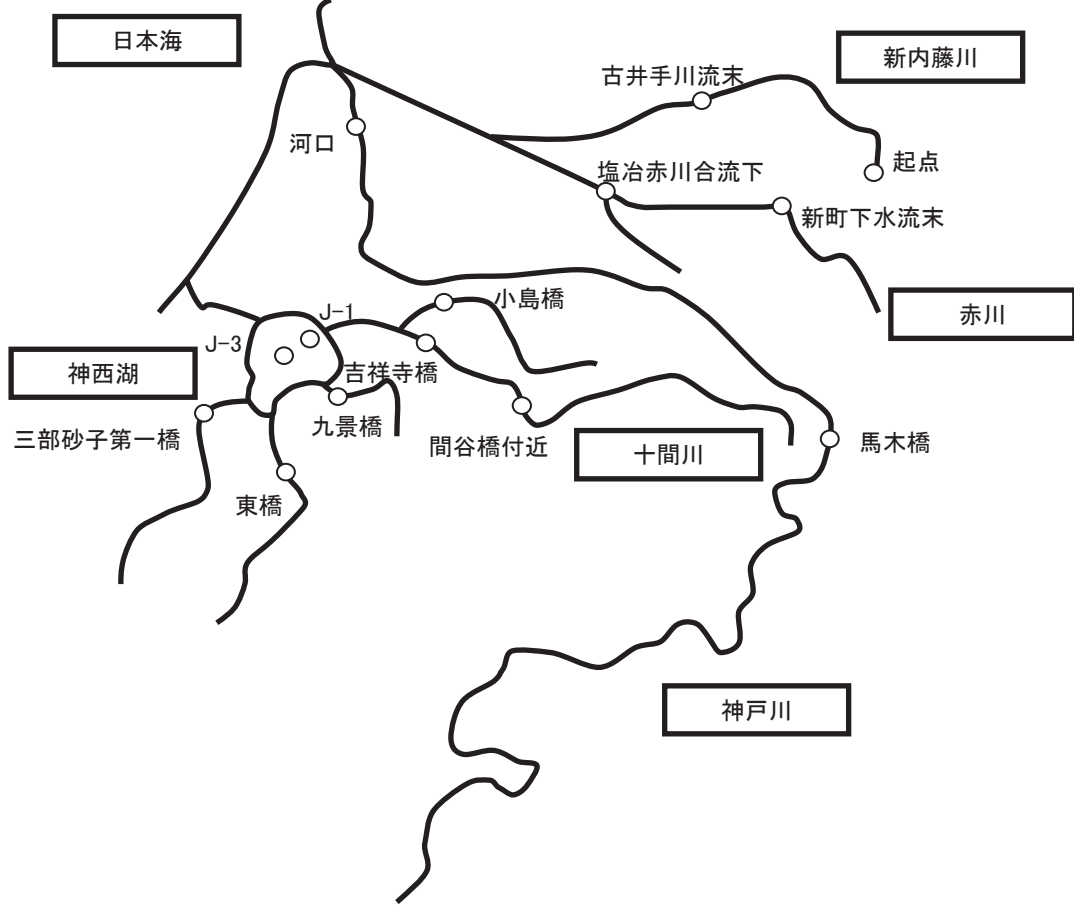 日本海
新内藤川
古井手川流末
河口
起点
塩冶赤川合流下
新町下水流末
小島橋
赤川
J-1
J-3
神西湖
吉祥寺橋
三部砂子第一橋
九景橋
間谷橋付近
十間川
馬木橋
東橋
神戸川